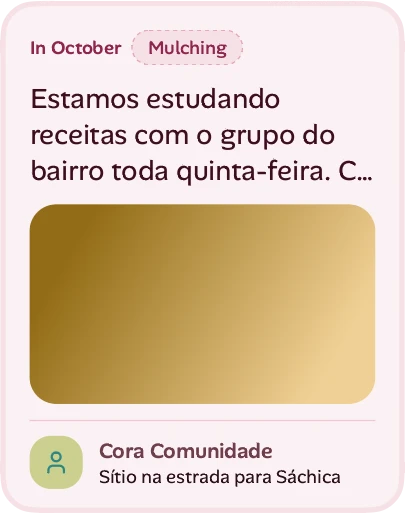 In October
Mulching
Estamos estudando
receitas com o grupo do
bairro toda quinta-feira. C...
Cora Comunidade
Sítio na estrada para Sáchica